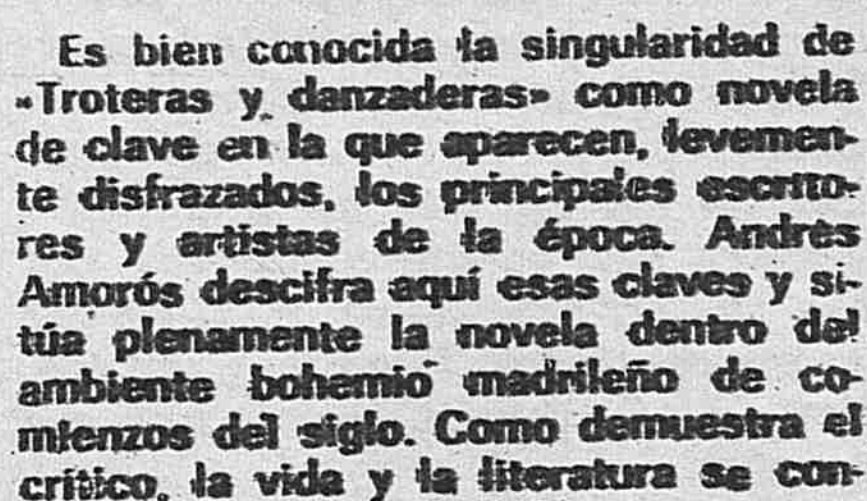 Es bien conocida la singularidad de
«Troteras y danzaderas» como novela
de clave en la que aparecen, levemen-
te disfrazados, los principales escrito-
res y artistas de la época. Andrés
Amorós descifra aquí esas claves y si-
túa plenamente la novela dentro del
ambiente bohemio madrileño de co-
mienzos del siglo. Como demuestra el
crítico, la vida y la literatura se con-